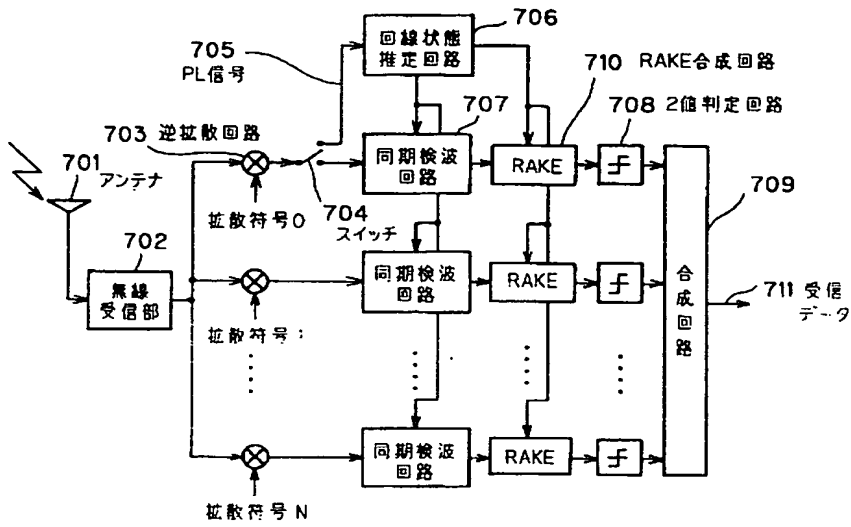 705
PL信号
706
回線状態
推定回路
710 RAKE合成回路
708 2値判定回路
707
703 逆拡散回路
同期検波
回路
RAKE
709
701
アンテナ
拡散符号0
704
スイッチ
702
無線
受信部
同期検波
回路
RAKE
合成回路
711 受信
データ
拡散符号i
同期検波
回路
RAKE
拡散符号N